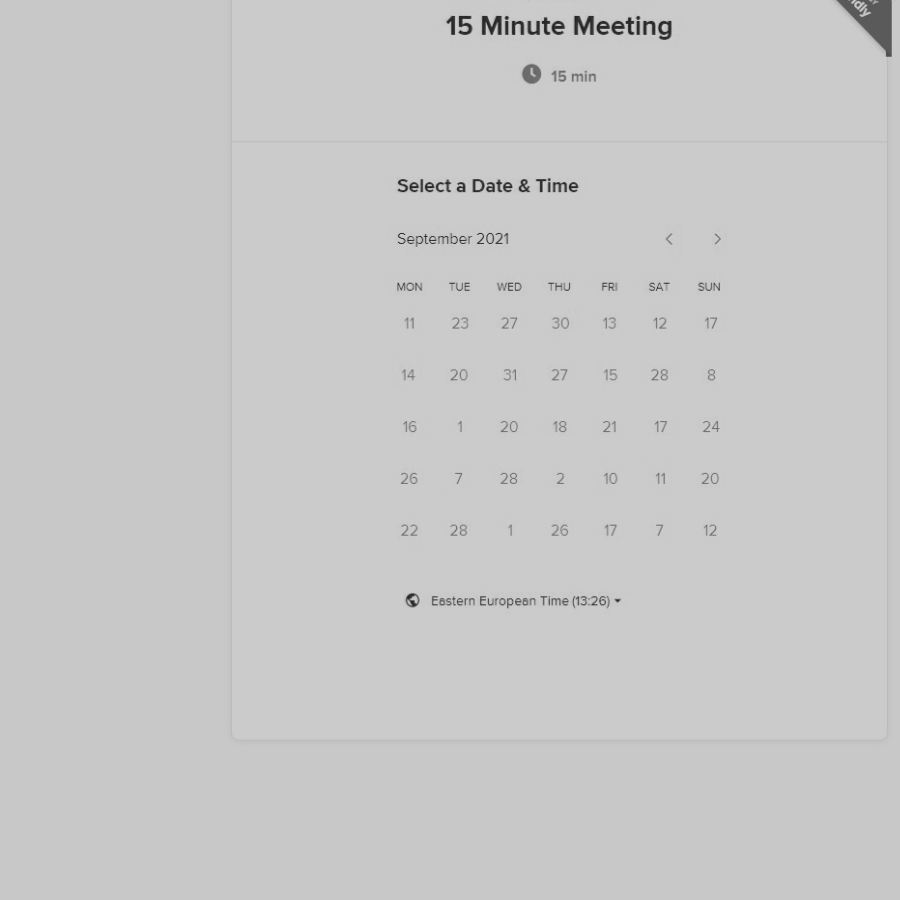 15 Minute Meeting
15 min
Select a Date & Time
September 2021
MON TUE WED THU FRI SAT SUN
11 23 27 30 13 12 17
14 20 31 27 15 28 8
16 1 20 18 21 17 24
26 7 28 2 10 11 20
22 28 1 26 17 7 12
Eastern European Time (13:26)